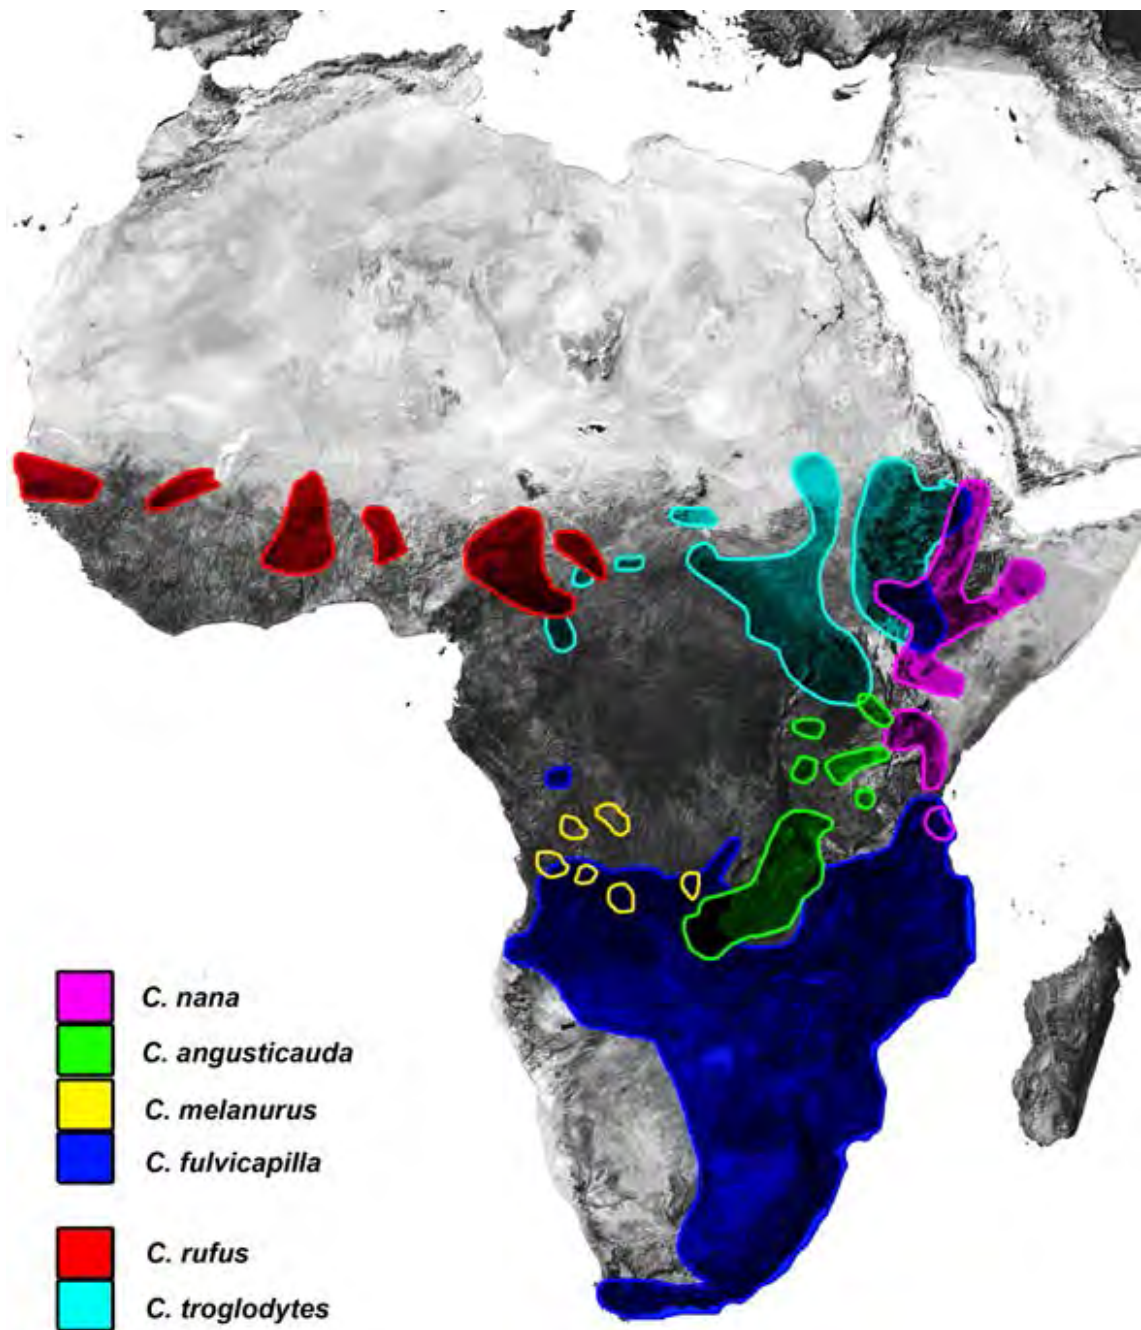 C. nana
C. angusticauda
C. melanurus
C. fulvicapilla
C. rufus
C. troglodytes